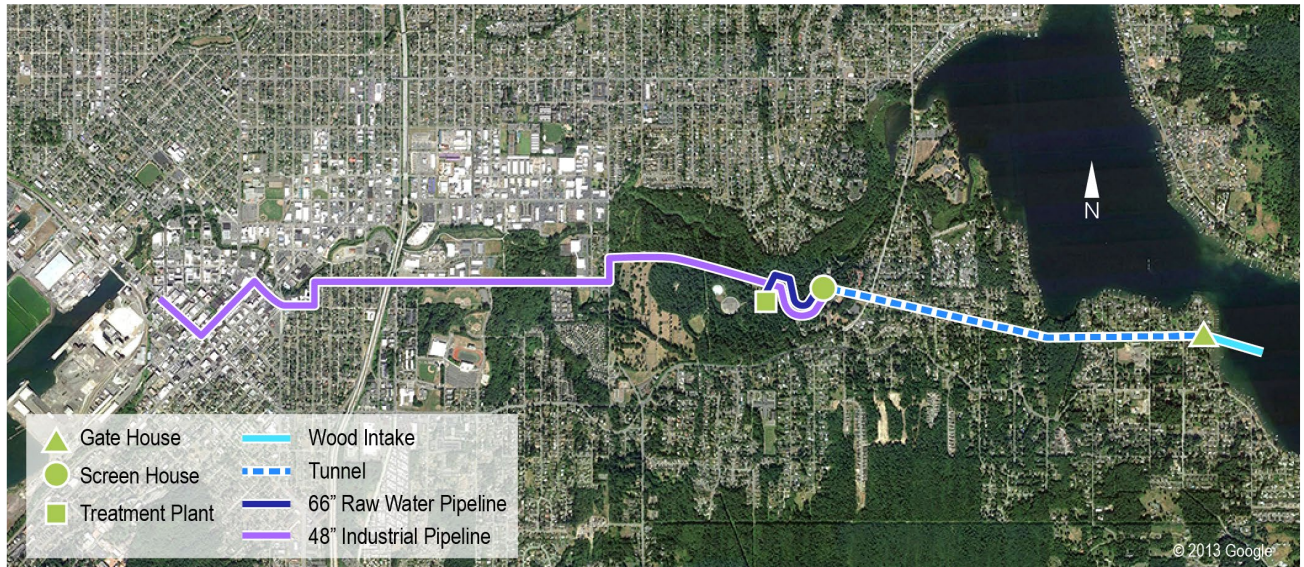 N
Gate House
Screen House
Treatment Plant
Wood Intake
Tunnel
66” Raw Water Pipeline
48” Industrial Pipeline
© 2013 Google